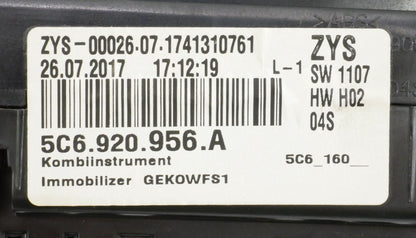 ZYS-00026.07.1741310761
ZYS
26.07.2017 17:12:19 L-1
SW 1107
HW H02
04S
5C6.920.956.A
Kombiinstrument 5C6_160__
Immobilizer GEKOWFS1